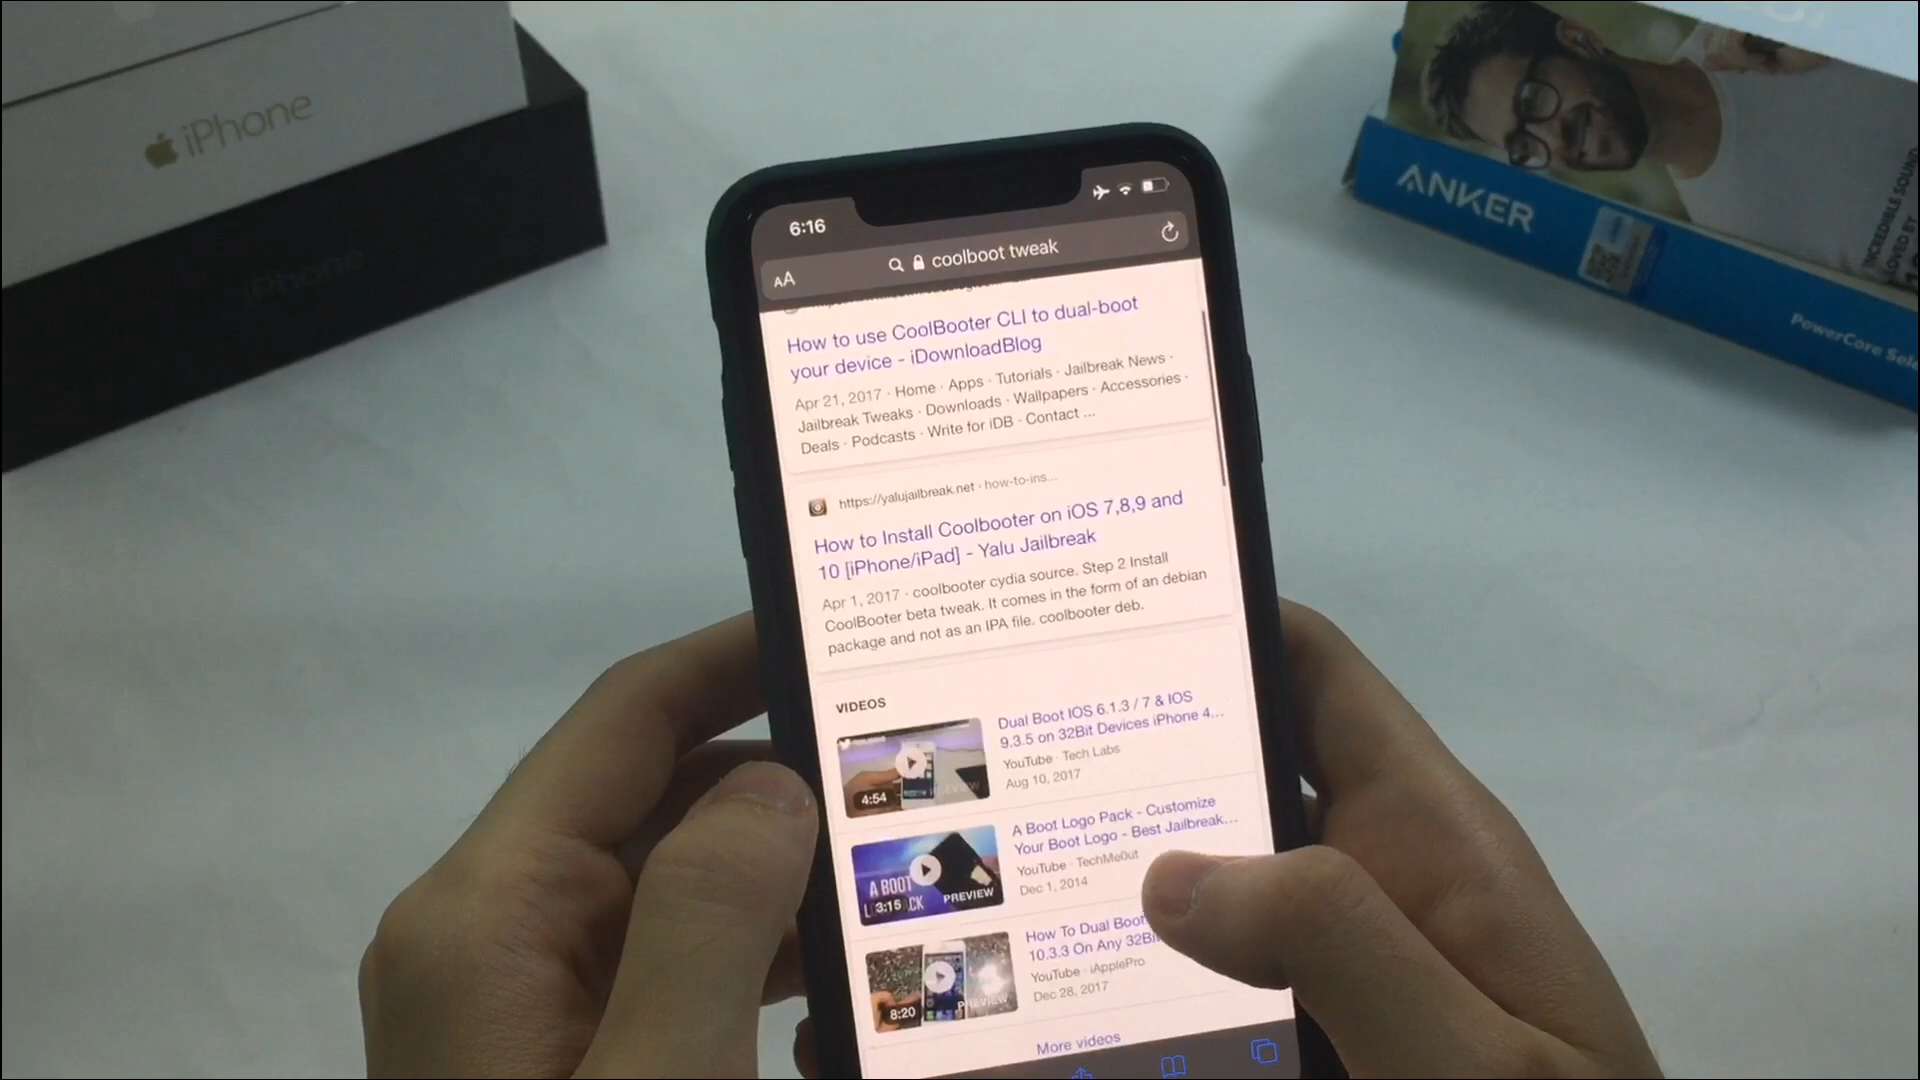 iPhone
iPhone
ANKER
INCREDIBLE SOUND
LOVED BY
PowerCore Sele
6:16
AA
coolboot tweak
How to use CoolBooter CLI to dual-boot
your device - iDownloadBlog
Apr 21, 2017 · Home · Apps · Tutorials · Jailbreak News ·
Jailbreak Tweaks · Downloads · Wallpapers · Accessories ·
Deals · Podcasts · Write for iDB · Contact ...
https://yalujailbreak.net · how-to-ins...
How to Install Coolbooter on iOS 7,8,9 and
10 [iPhone/iPad] - Yalu Jailbreak
Apr 1, 2017 · coolbooter cydia source. Step 2 Install
CoolBooter beta tweak. It comes in the form of an debian
package and not as an IPA file. coolbooter deb.
VIDEOS
Dual Boot IOS 6.1.3 / 7 & IOS
9.3.5 on 32Bit Devices iPhone 4...
YouTube · Tech Labs
Aug 10, 2017
4:54
PREVIEW
A Boot Logo Pack - Customize
Your Boot Logo - Best Jailbreak...
YouTube · TechMe0ut
Dec 1, 2014
A BOOT
3:15
PREVIEW
How To Dual Boot
10.3.3 On Any 32Bi
YouTube · iApplePro
Dec 28, 2017
8:20
PREVIEW
More videos